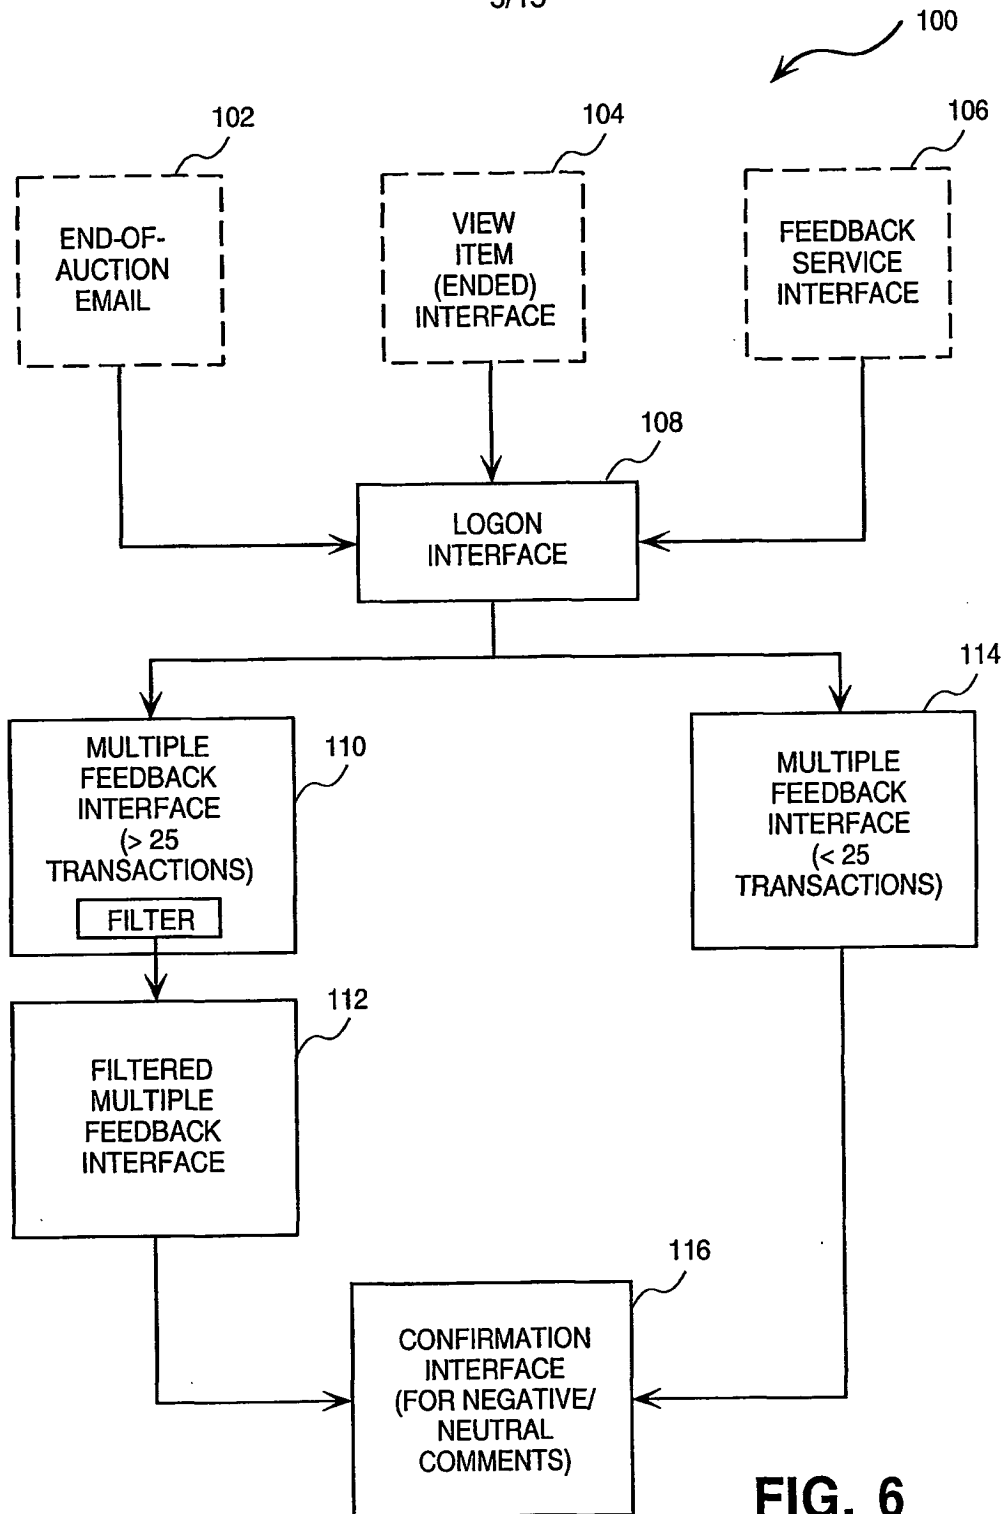 100
102
104
106
END-OF-
AUCTION
EMAIL
VIEW
ITEM
(ENDED)
INTERFACE
FEEDBACK
SERVICE
INTERFACE
108
LOGON
INTERFACE
110
MULTIPLE
FEEDBACK
INTERFACE
(> 25
TRANSACTIONS)
FILTER
114
MULTIPLE
FEEDBACK
INTERFACE
(< 25
TRANSACTIONS)
112
FILTERED
MULTIPLE
FEEDBACK
INTERFACE
116
CONFIRMATION
INTERFACE
(FOR NEGATIVE/
NEUTRAL
COMMENTS)
FIG. 6